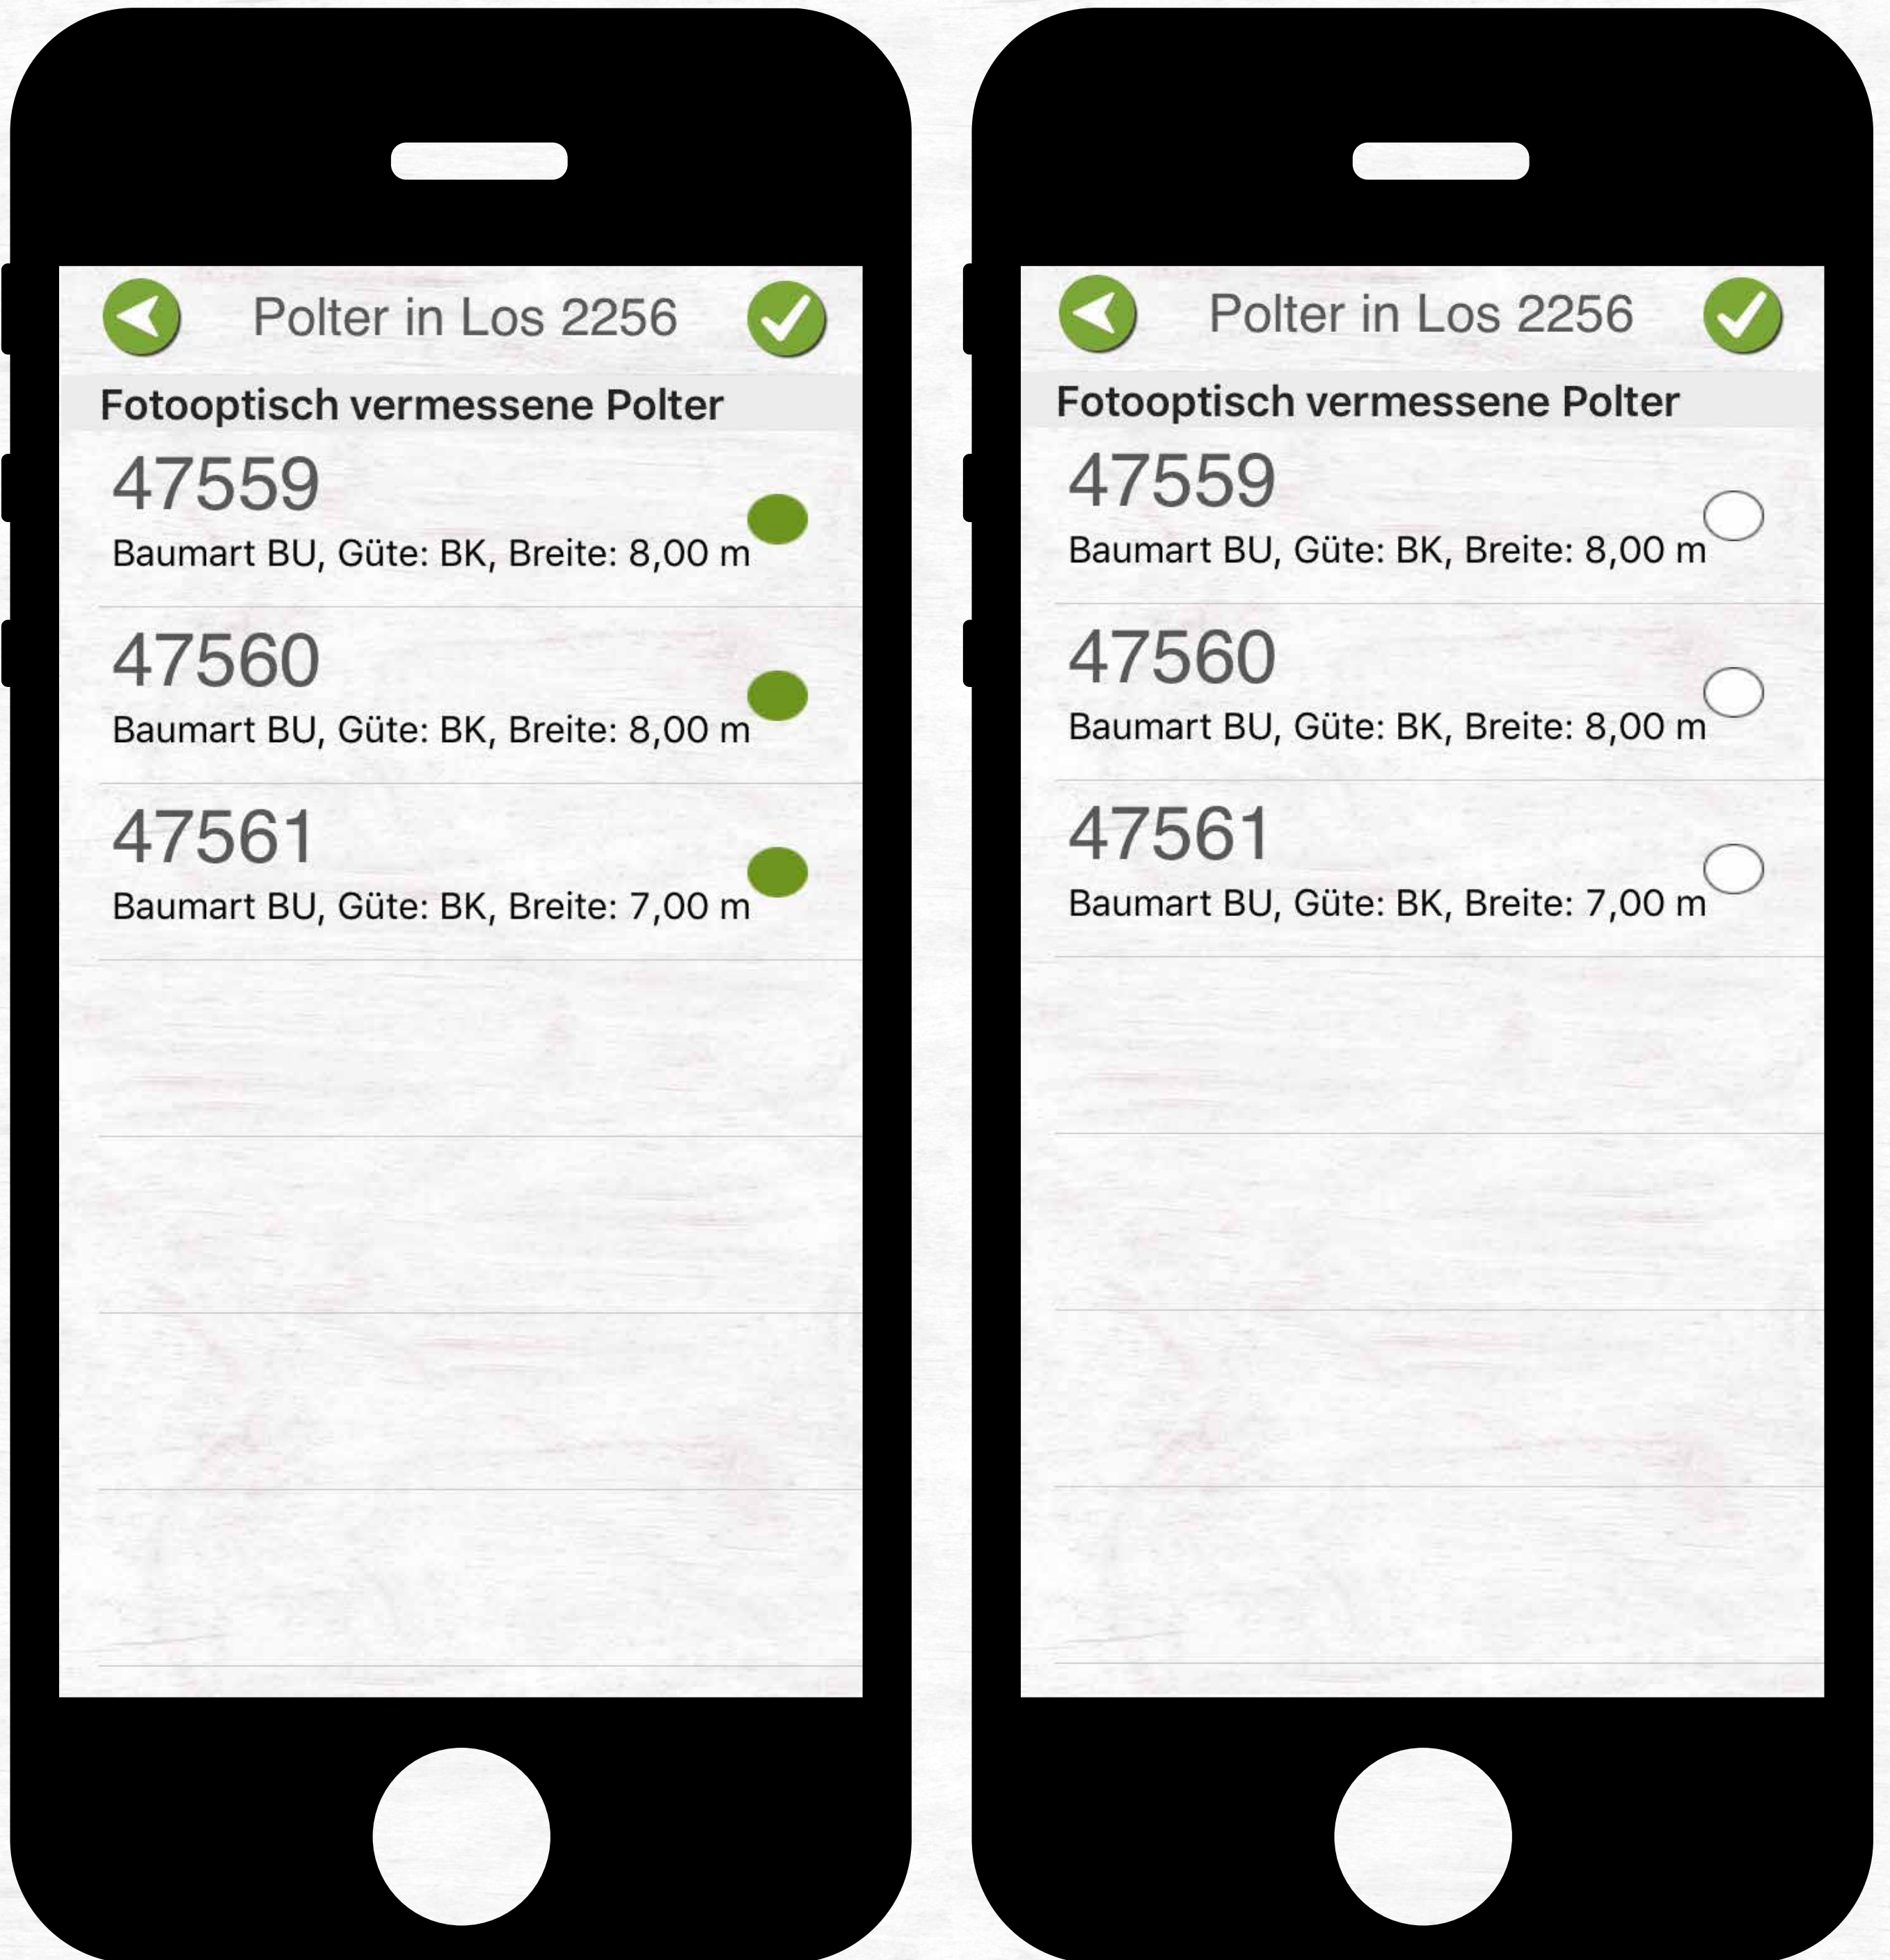 Polter in Los 2256
Fotooptisch vermessene Polter
47559
Baumart BU, Güte: BK, Breite: 8,00 m
47560
Baumart BU, Güte: BK, Breite: 8,00 m
47561
Baumart BU, Güte: BK, Breite: 7,00 m
Polter in Los 2256
Fotooptisch vermessene Polter
47559
Baumart BU, Güte: BK, Breite: 8,00 m
47560
Baumart BU, Güte: BK, Breite: 8,00 m
47561
Baumart BU, Güte: BK, Breite: 7,00 m